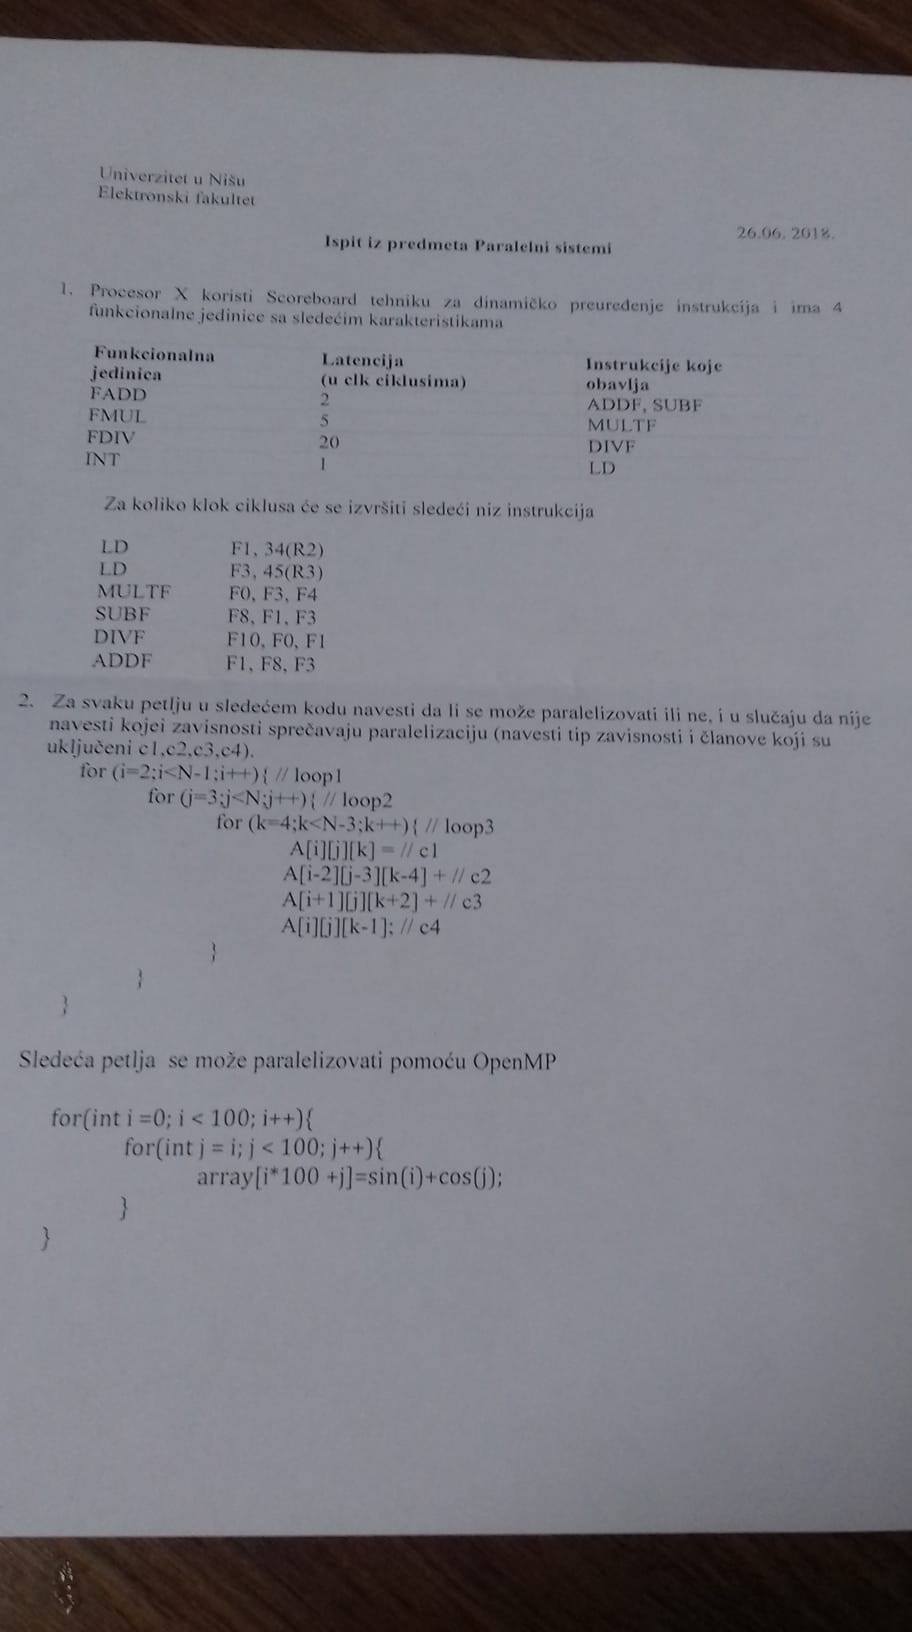 Univerzitet u Nišu
Elektronski fakultet
26.06. 2018.
Ispit iz predmeta Paralelni sistemi
1. Procesor X koristi Scoreboard tehniku za dinamičko preuređenje instrukcija i ima 4
funkcionalne jedinice sa sledećim karakteristikama
Funkcionalna jedinica Latencija (u clk ciklusima) Instrukcije koje obavlja
FADD 2 ADDF, SUBF
FMUL 5 MULTF
FDIV 20 DIVF
INT 1 LD
Za koliko klok ciklusa će se izvršiti sledeći niz instrukcija
LD F1, 34(R2)
LD F3, 45(R3)
MULTF F0, F3, F4
SUBF F8, F1, F3
DIVF F10, F0, F1
ADDF F1, F8, F3
2. Za svaku petlju u sledećem kodu navesti da li se može paralelizovati ili ne, i u slučaju da nije
navesti kojei zavisnosti sprečavaju paralelizaciju (navesti tip zavisnosti i članove koji su
uključeni c1,c2,c3,c4).
for (i=2;i<N-1;i++){ // loop1
for (j=3;j<N;j++){ // loop2
for (k=4;k<N-3;k++){ // loop3
A[i][j][k] = // c1
A[i-2][j-3][k-4] + // c2
A[i+1][j][k+2] + // c3
A[i][j][k-1]; // c4
}
}
}
Sledeća petlja se može paralelizovati pomoću OpenMP
for(int i =0; i < 100; i++){
for(int j = i; j < 100; j++){
array[i*100 +j]=sin(i)+cos(j);
}
}